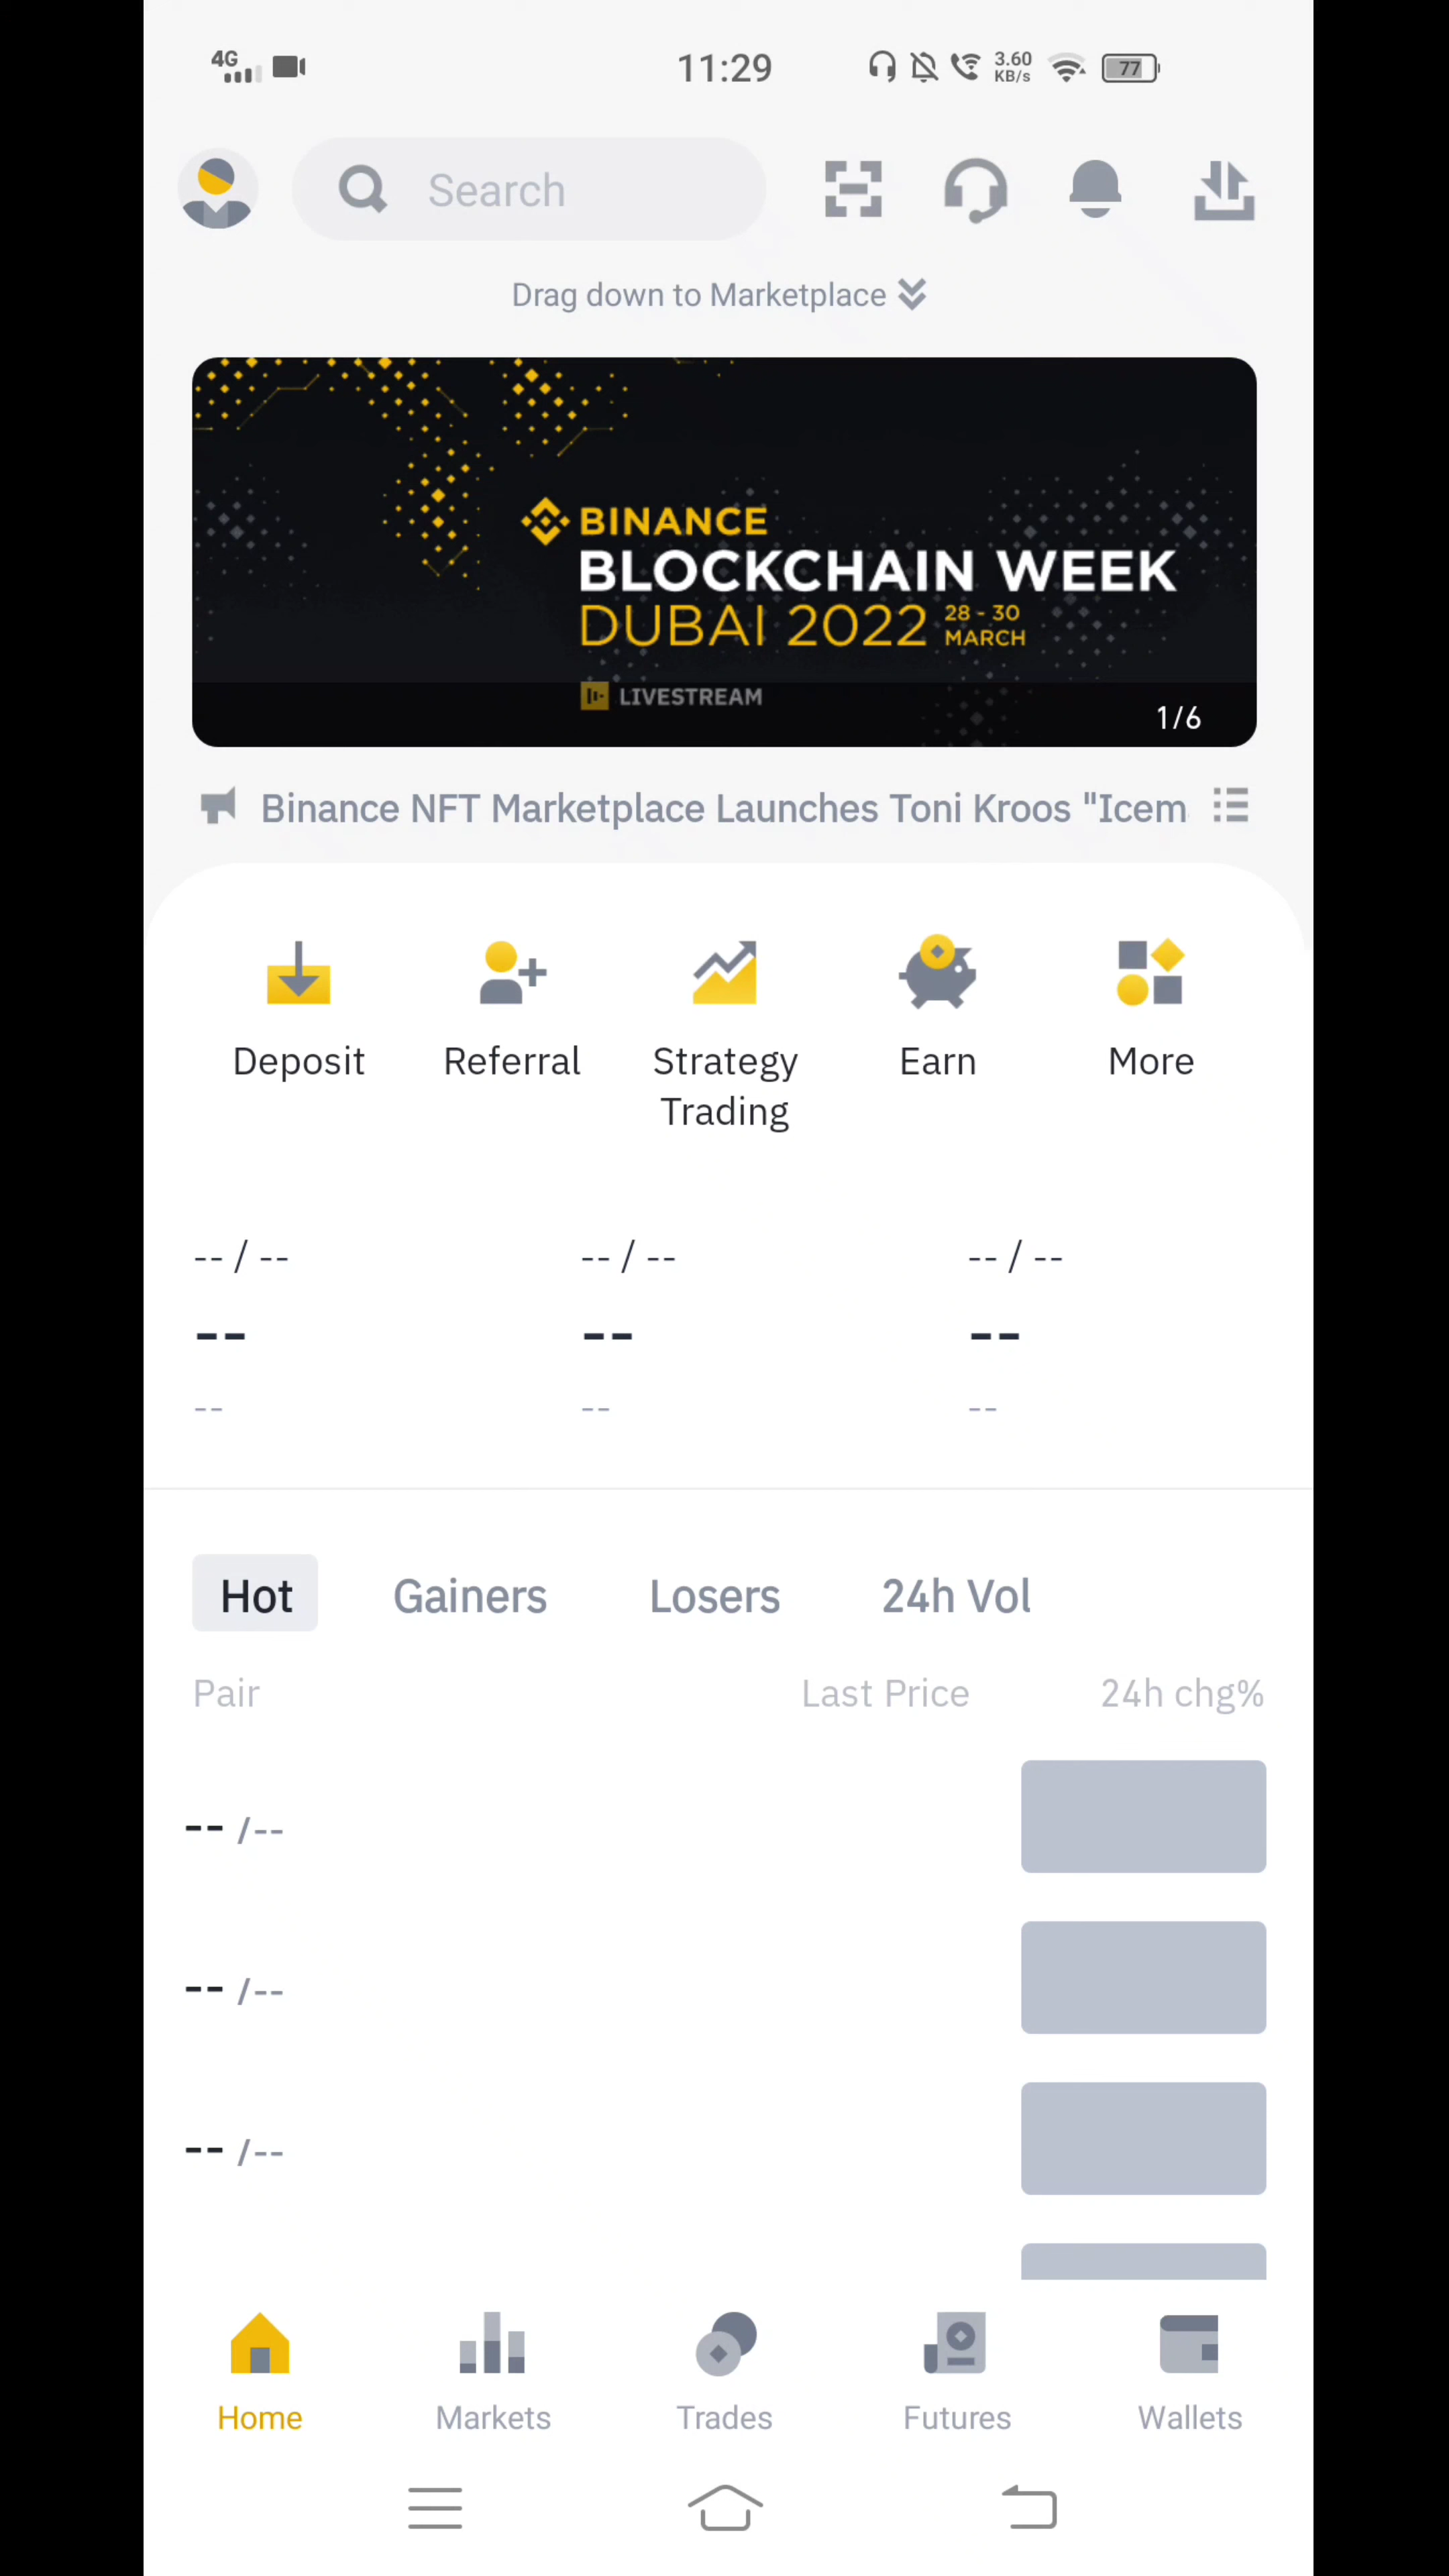 4G
11:29
3.60
KB/s
77
Search
Drag down to Marketplace
BINANCE
BLOCKCHAIN WEEK
DUBAI 2022 28 - 30 MARCH
LIVESTREAM
1/6
Binance NFT Marketplace Launches Toni Kroos "Icem
Deposit Referral Strategy Trading Earn More
-- / -- -- / -- -- / --
-- -- --
-- -- --
Hot Gainers Losers 24h Vol
Pair Last Price 24h chg%
-- /--
-- /--
-- /--
Home Markets Trades Futures Wallets